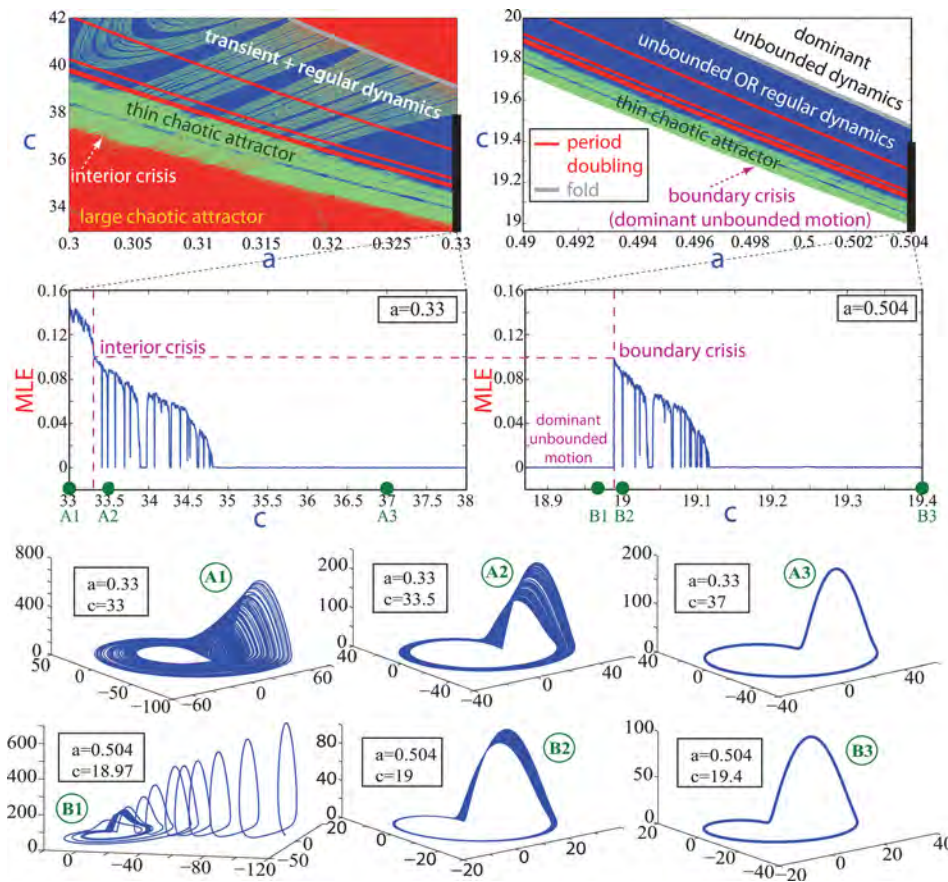 42
40
38
36
34
c
transient + regular dynamics
thin chaotic attractor
interior crisis
large chaotic attractor
0.3
0.305
0.31
0.315
0.32
0.325
0.33
a
20
19.8
19.6
19.4
19.2
19
dominant
unbounded dynamics
unbounded OR regular dynamics
thin chaotic attractor
period
doubling
fold
boundary crisis
(dominant unbounded motion)
0.49
0.492
0.494
0.496
0.498
0.5
0.502
0.504
a
0.16
0.12
0.08
0.04
0
MLE
a=0.33
interior crisis
33
33.5
34
34.5
35
35.5
36
36.5
37
37.5
38
A1
A2
A3
c
0.16
0.12
0.08
0.04
0
MLE
a=0.504
boundary crisis
dominant
unbounded
motion
18.9
19.0
19.1
19.2
19.3
19.4
B1
B2
B3
c
800
600
400
200
0
a=0.33
c=33
A1
50
0
−50
−100
−60
0
60
200
100
0
a=0.33
c=33.5
A2
40
0
−40
−40
0
40
200
100
0
a=0.33
c=37
A3
40
0
−40
−40
0
40
600
400
200
0
a=0.504
c=18.97
B1
0
−40
−80
−120
−50
0
80
40
0
a=0.504
c=19
B2
20
0
−20
−20
0
20
100
50
0
a=0.504
c=19.4
B3
20
0
−20
−40
−20
0
20
40